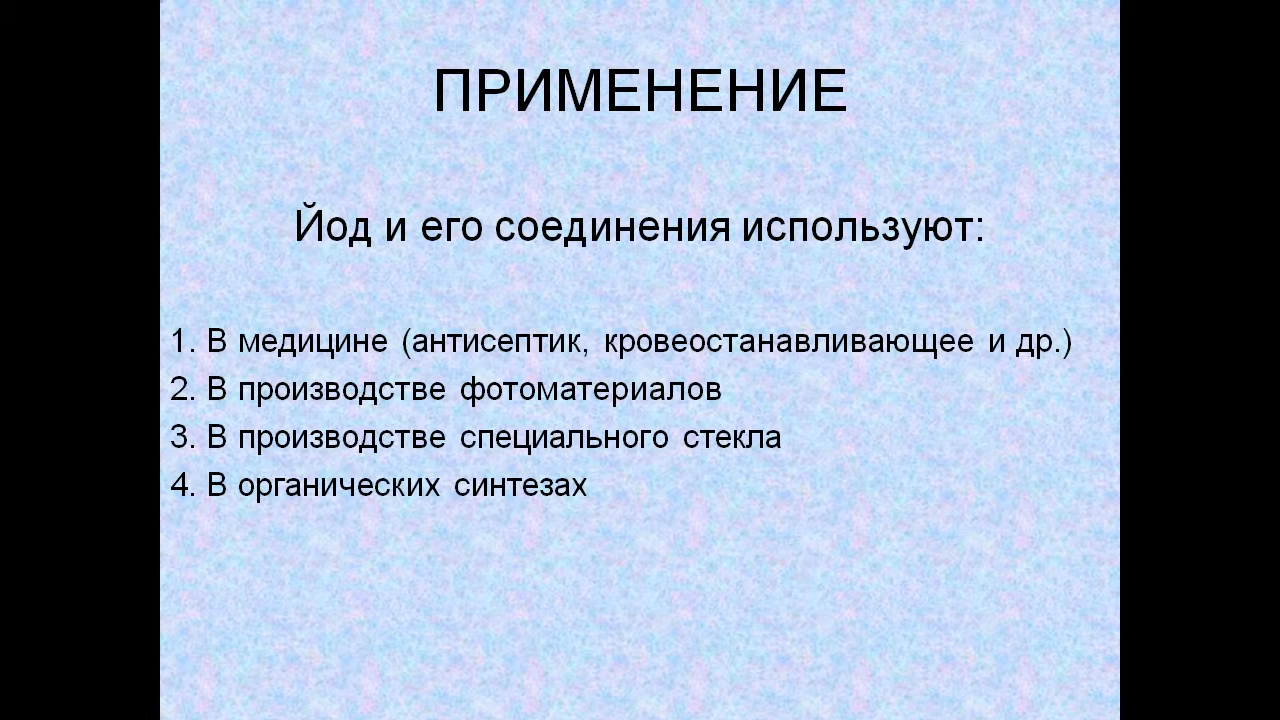 ПРИМЕНЕНИЕ
Йод и его соединения используют:
1. В медицине (антисептик, кровеостанавливающее и др.)
2. В производстве фотоматериалов
3. В производстве специального стекла
4. В органических синтезах